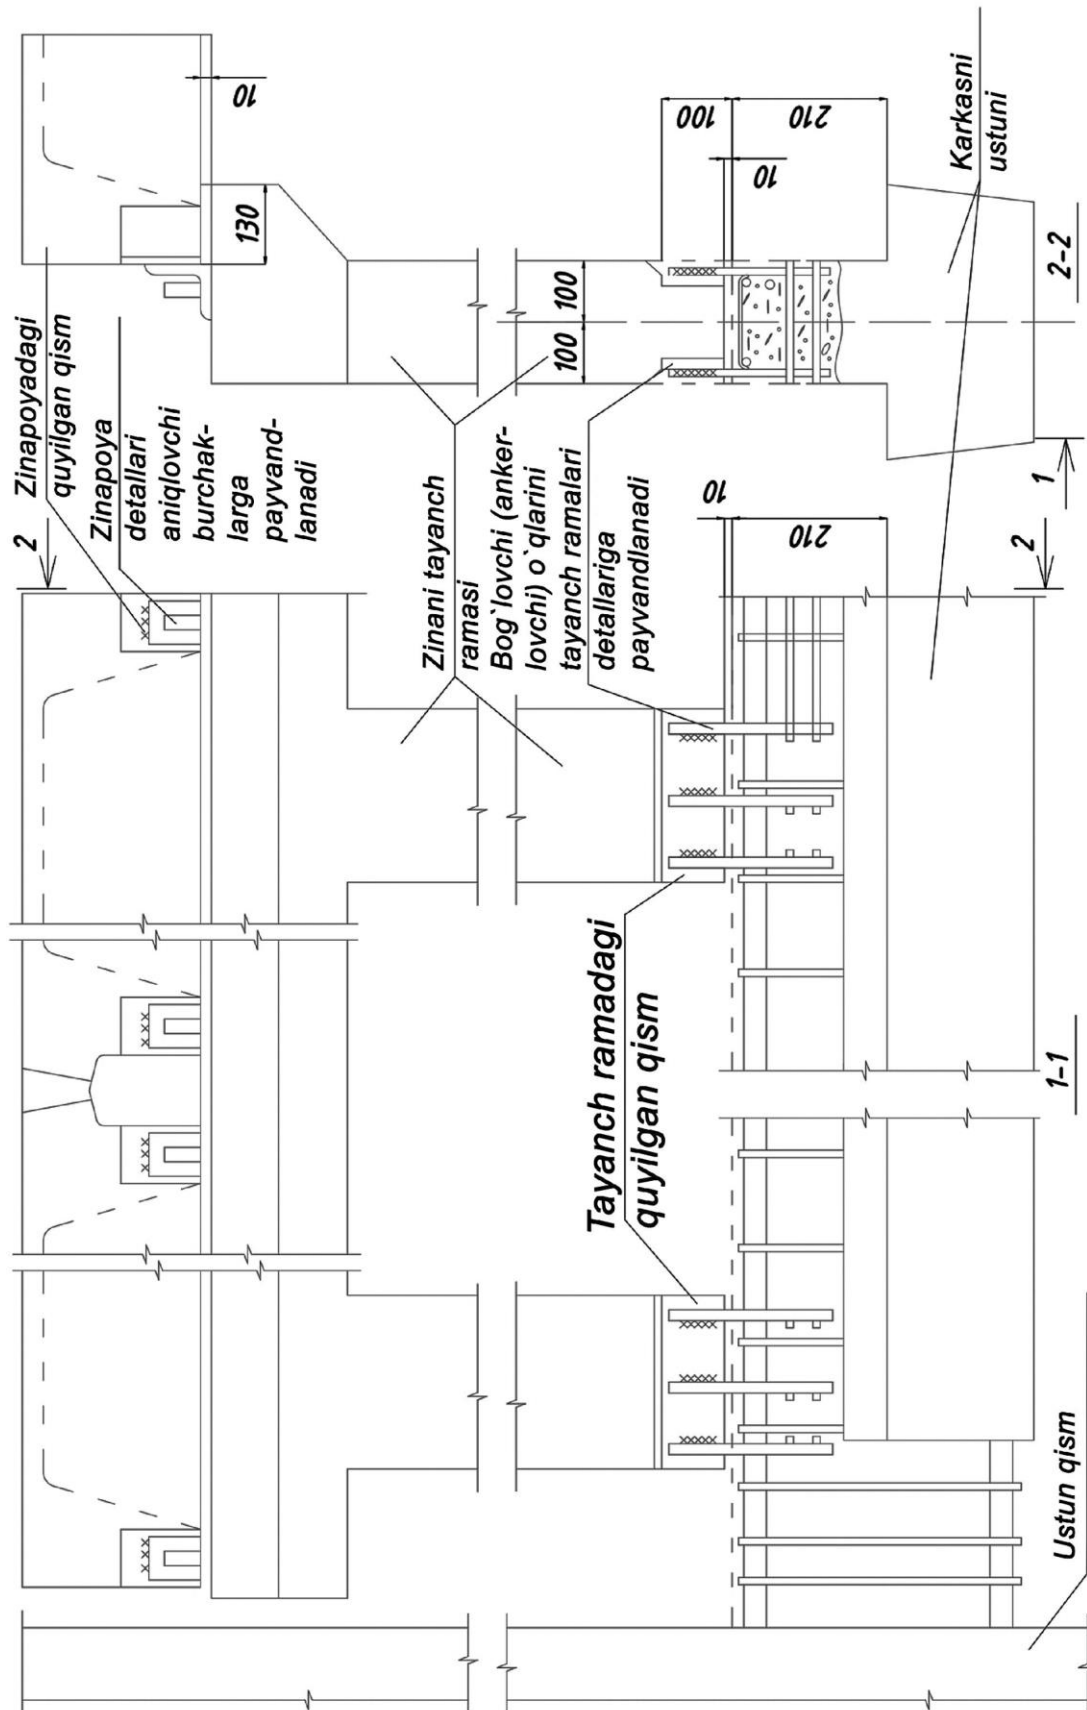 10
130
100
10
210
100
100
Karkasni
ustuni
2-2
2
Zinapoyadagi
quyilgan qism
Zinapoya
detallari
aniqlovchi
burchak-
larga
payvand-
lanadi
Zinani tayanch
ramasi
Bog`lovchi (anker-
lovchi) o`qlarini
tayanch ramalari
detallariga
payvandlanadi
10
210
1
2
Tayanch ramadagi
quyilgan qism
1-1
Ustun qism